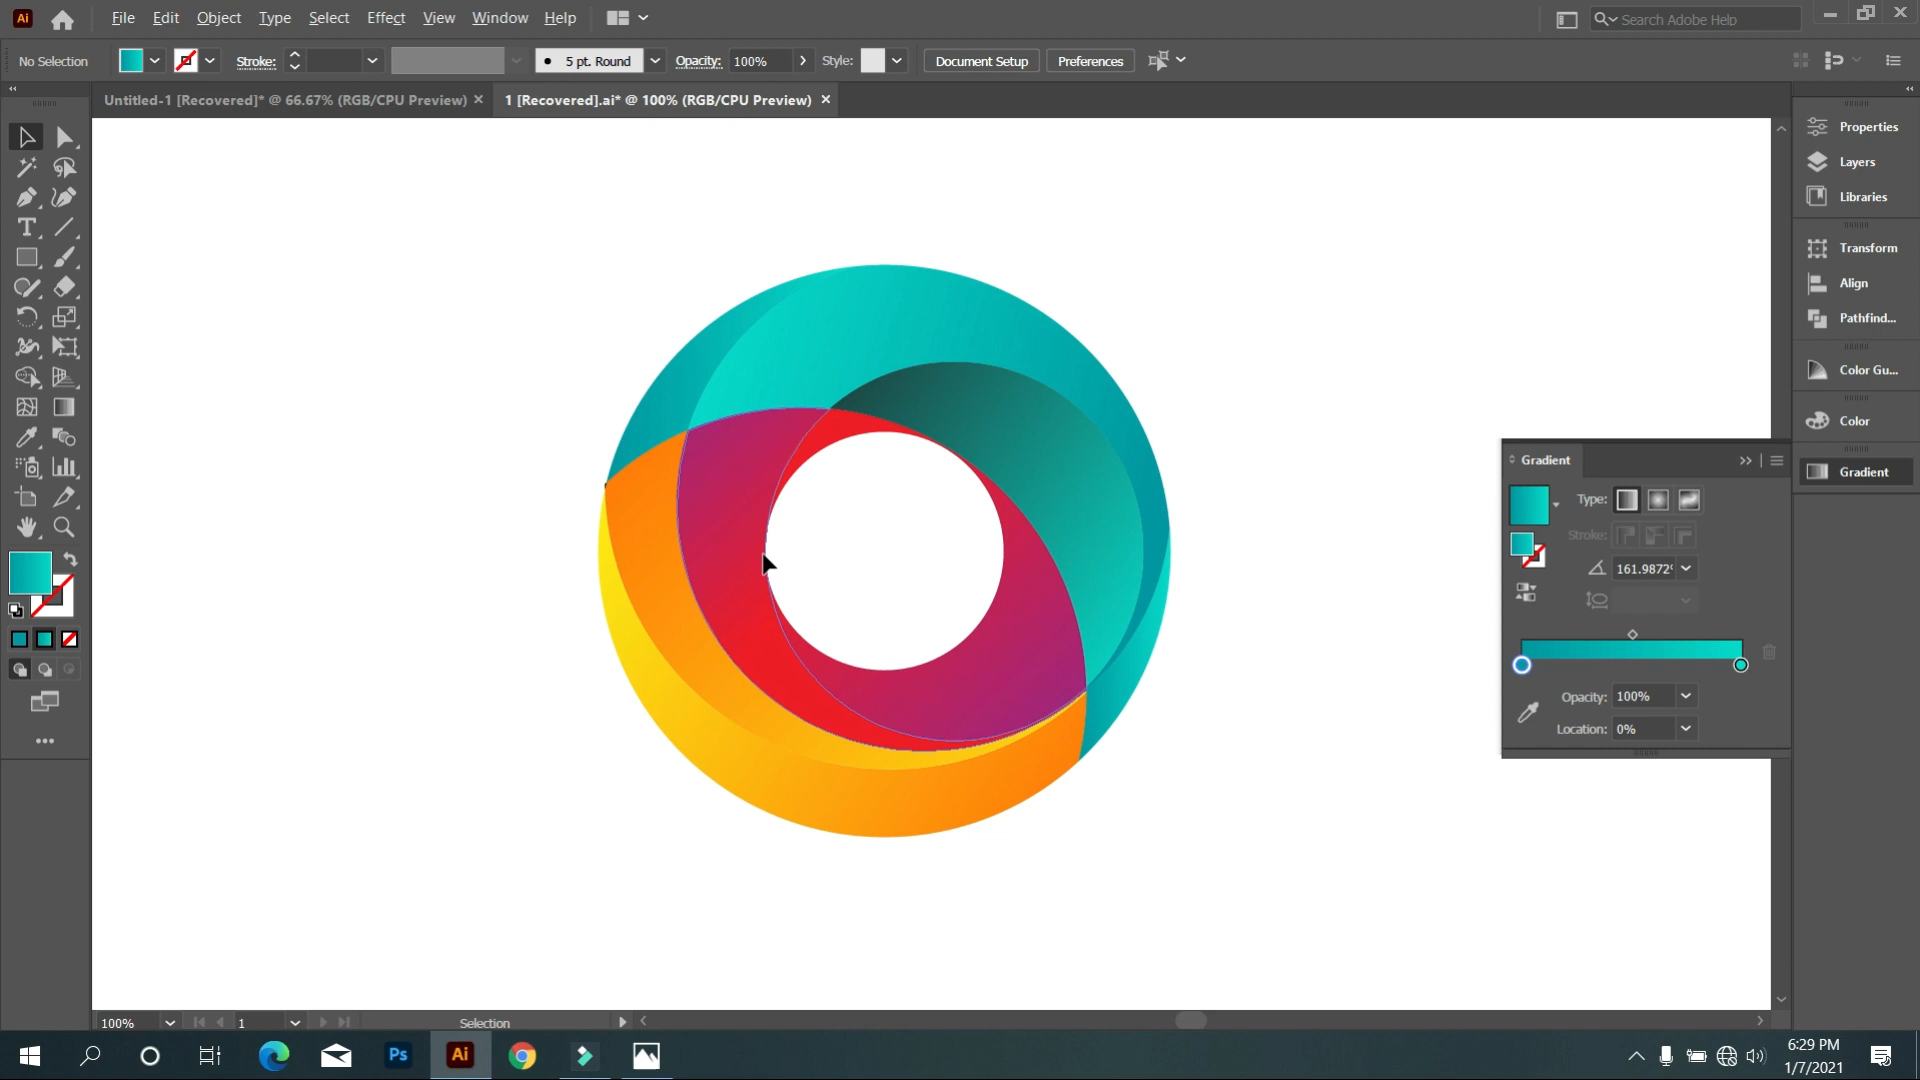 Ai File Edit Object Type Select Effect View Window Help Search Adobe Help
No Selection Stroke: 5 pt. Round Opacity: 100% Style: Document Setup Preferences
Untitled-1 [Recovered]* @ 66.67% (RGB/CPU Preview) 1 [Recovered].ai* @ 100% (RGB/CPU Preview)
Properties
Layers
Libraries
Transform
Align
Pathfind...
Color Gu...
Color
Gradient
Gradient
Type:
Stroke:
161.9872°
Opacity: 100%
Location: 0%
100% 1 Selection
Ps Ai
6:29 PM
1/7/2021